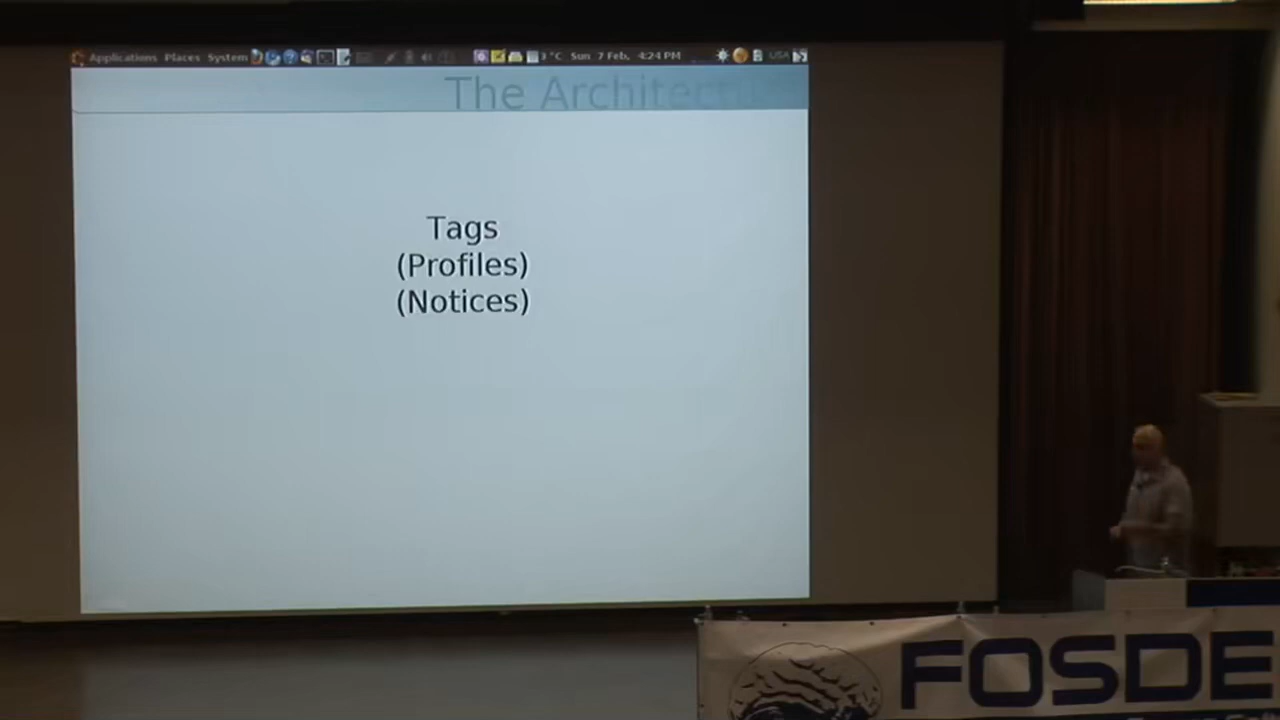 Applications Places System 3 °C Sun 7 Feb, 4:24 PM USA
The Architect
Tags
(Profiles)
(Notices)
FOSDE